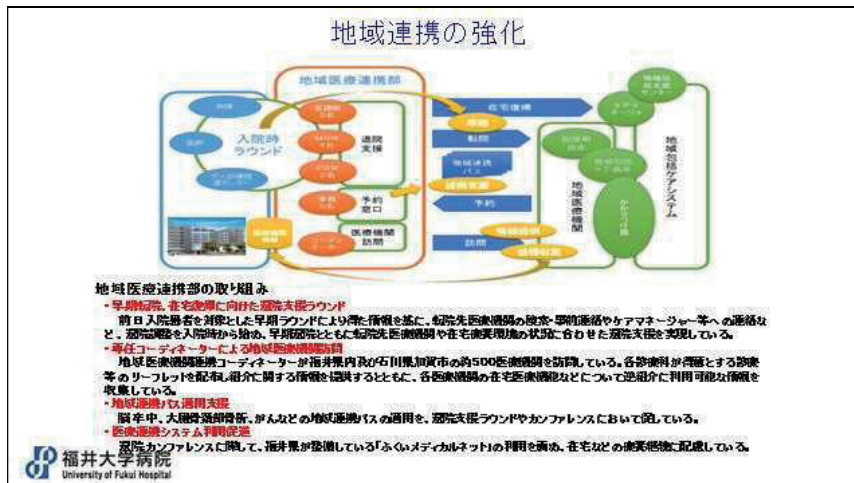 地域連携の強化
地域医療連携部
入院時
ラウンド
退院
支援
予約
窓口
医療機関
訪問
在宅復帰
転院
地域連携
パス
予約
訪問
地域医療機関
地域包括ケアシステム
地域医療連携部の取り組み
・早期転院、在宅復帰に向けた退院支援ラウンド
前日入院患者を対象とした早期ラウンドにより得た情報を基に、転院先医療機関の検索・事前連絡やケアマネージャー等への連絡な
ど、退院調整を入院時から始め、早期退院とともに転院先医療機関や在宅療養環境の状況に合わせた退院支援を実現している。
・専任コーディネーターによる地域医療機関訪問
地域医療機関連携コーディネーターが福井県内及び石川県加賀市の約500医療機関を訪問している。各診療科が得意とする診療
等のリーフレットを配布し紹介に関する情報を提供するとともに、各医療機関の在宅医療機能などについて逆紹介に利用可能な情報を
収集している。
・地域連携パス適用支援
脳卒中、大腿骨頸部骨折、がんなどの地域連携パスの適用を、退院支援ラウンドやカンファレンスにおいて促している。
・医療連携システム利用促進
退院カンファレンスに際して、福井県が整備している「ふくいメディカルネット」の利用を薦め、在宅などの療養継続に配慮している。
福井大学病院
University of Fukui Hospital